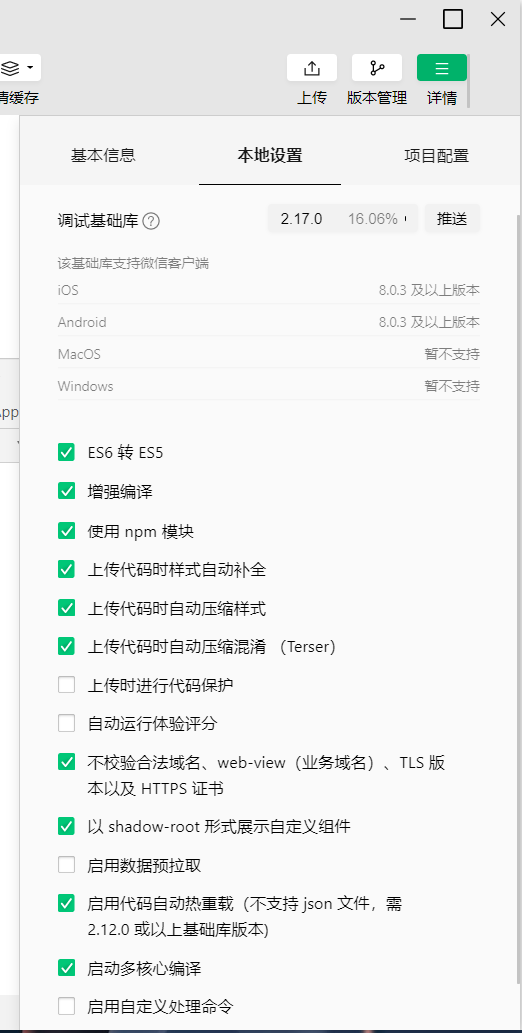 清缓存
上传
版本管理
详情
基本信息
本地设置
项目配置
调试基础库 ?
2.17.0 16.06%
推送
该基础库支持微信客户端
iOS 8.0.3 及以上版本
Android 8.0.3 及以上版本
MacOS 暂不支持
Windows 暂不支持
App
ES6 转 ES5
增强编译
使用 npm 模块
上传代码时样式自动补全
上传代码时自动压缩样式
上传代码时自动压缩混淆 （Terser）
上传时进行代码保护
自动运行体验评分
不校验合法域名、web-view（业务域名）、TLS 版
本以及 HTTPS 证书
以 shadow-root 形式展示自定义组件
启用数据预拉取
启用代码自动热重载（不支持 json 文件，需
2.12.0 或以上基础库版本)
启动多核心编译
启用自定义处理命令